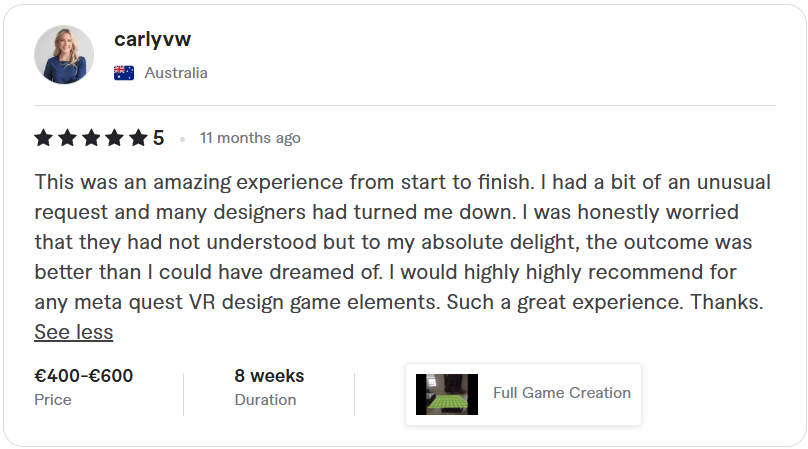 carlyvw
Australia
5
11 months ago
This was an amazing experience from start to finish. I had a bit of an unusual
request and many designers had turned me down. I was honestly worried
that they had not understood but to my absolute delight, the outcome was
better than I could have dreamed of. I would highly highly recommend for
any meta quest VR design game elements. Such a great experience. Thanks.
See less
€400-€600
Price
8 weeks
Duration
Full Game Creation